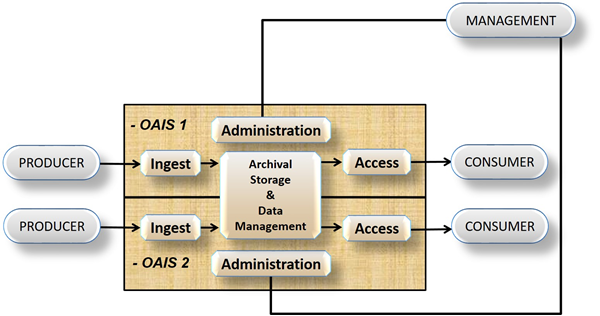 MANAGEMENT
- OAIS 1
Administration
PRODUCER
Ingest
Archival
Storage
&
Data
Management
Access
CONSUMER
PRODUCER
Ingest
Access
CONSUMER
- OAIS 2
Administration